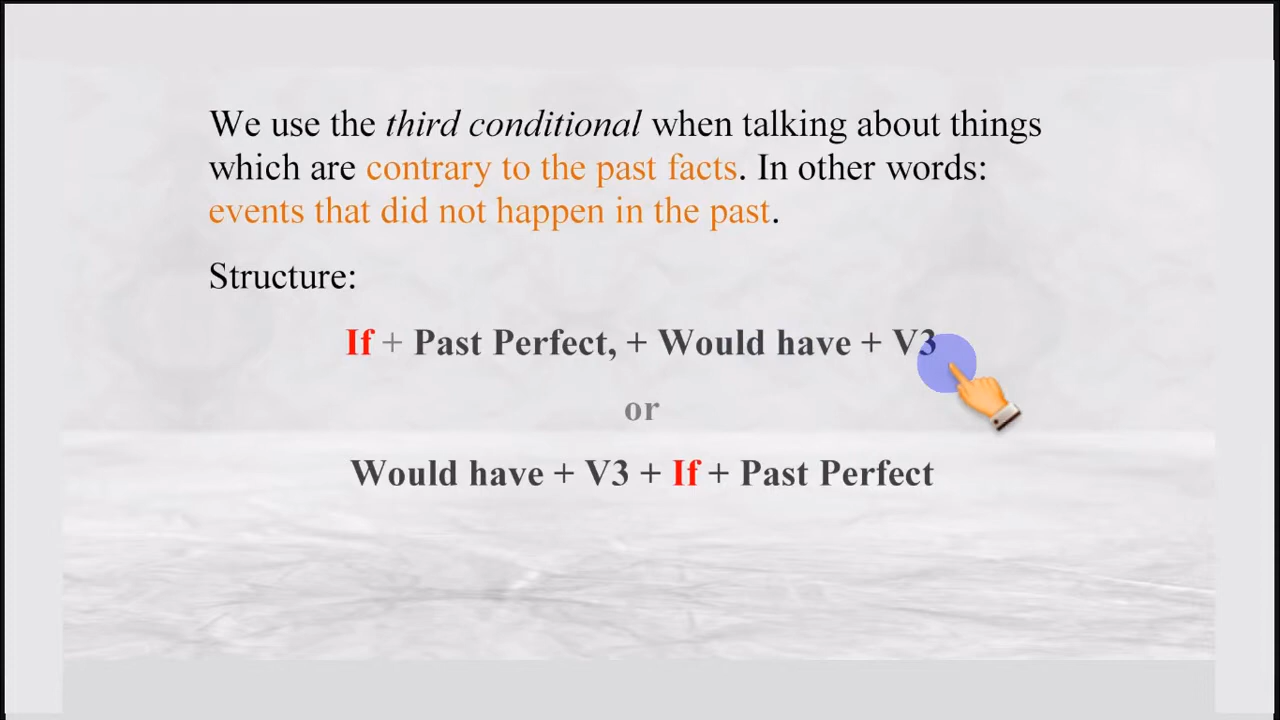 We use the third conditional when talking about things
which are contrary to the past facts. In other words:
events that did not happen in the past.
Structure:
If + Past Perfect, + Would have + V3
or
Would have + V3 + If + Past Perfect